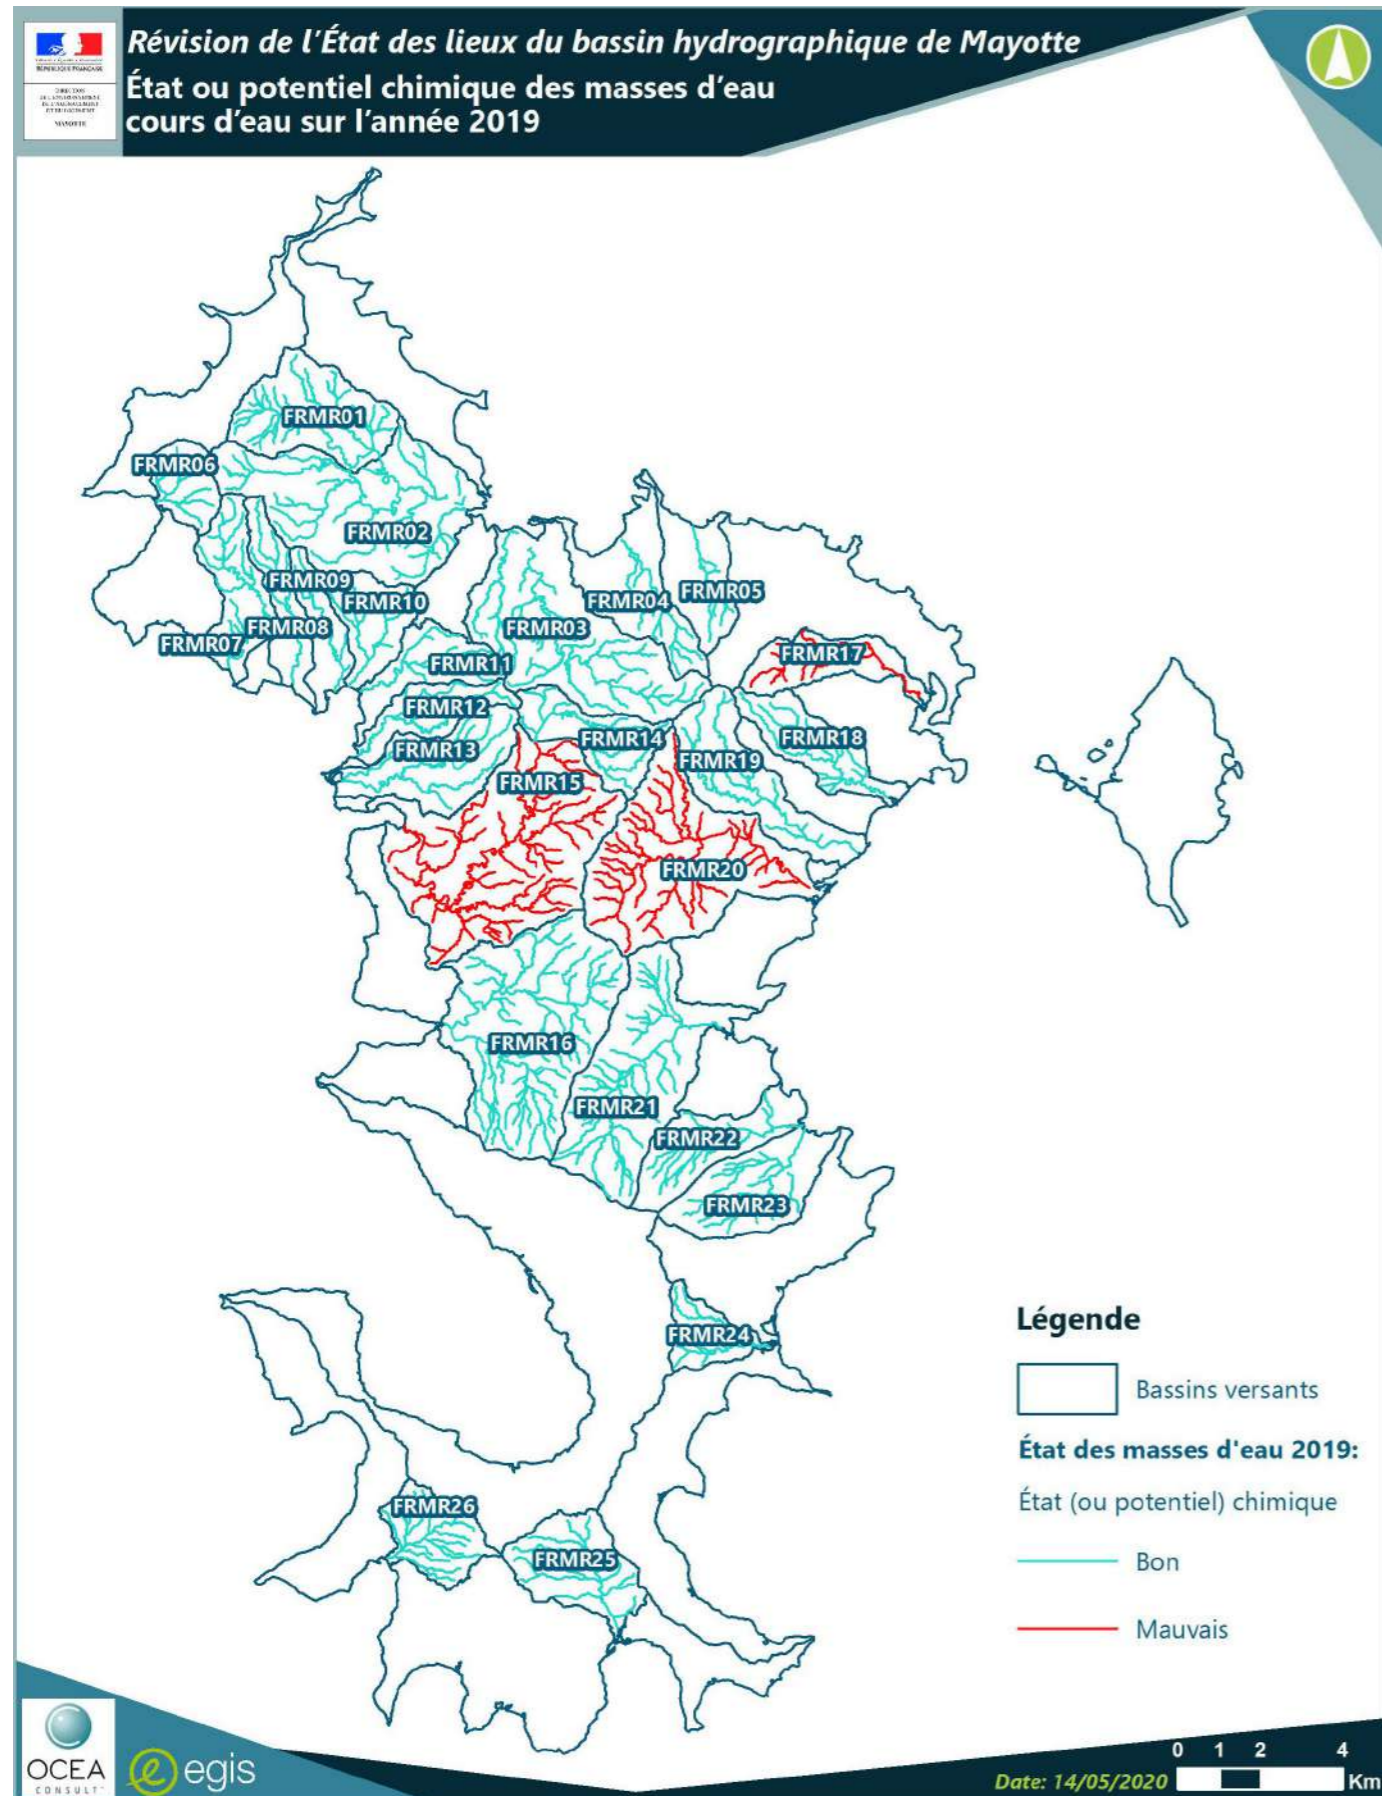 Révision de l'État des lieux du bassin hydrographique de Mayotte
État ou potentiel chimique des masses d'eau
cours d'eau sur l'année 2019
RÉPUBLIQUE FRANÇAISE
MAYOTTE
FRMR01
FRMR06
FRMR02
FRMR09
FRMR10
FRMR04
FRMR05
FRMR08
FRMR03
FRMR07
FRMR17
FRMR11
FRMR12
FRMR14
FRMR18
FRMR13
FRMR19
FRMR15
FRMR20
FRMR16
FRMR21
FRMR22
FRMR23
FRMR24
FRMR26
FRMR25
Légende
Bassins versants
État des masses d'eau 2019:
État (ou potentiel) chimique
Bon
Mauvais
OCEA
CONSULT'
e egis
0 1 2 4
Km
Date: 14/05/2020